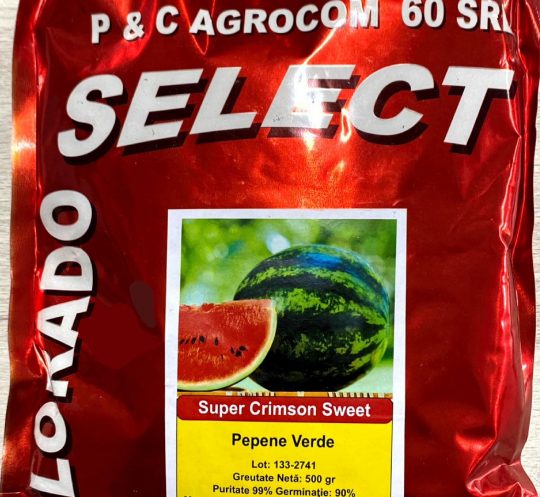 P & C AGROCOM 60 SRL
SELECT
LORADO
Super Crimson Sweet
Pepene Verde
Lot: 133-2741
Greutate Netă: 500 gr
Puritate 99% Germinaţie: 90%